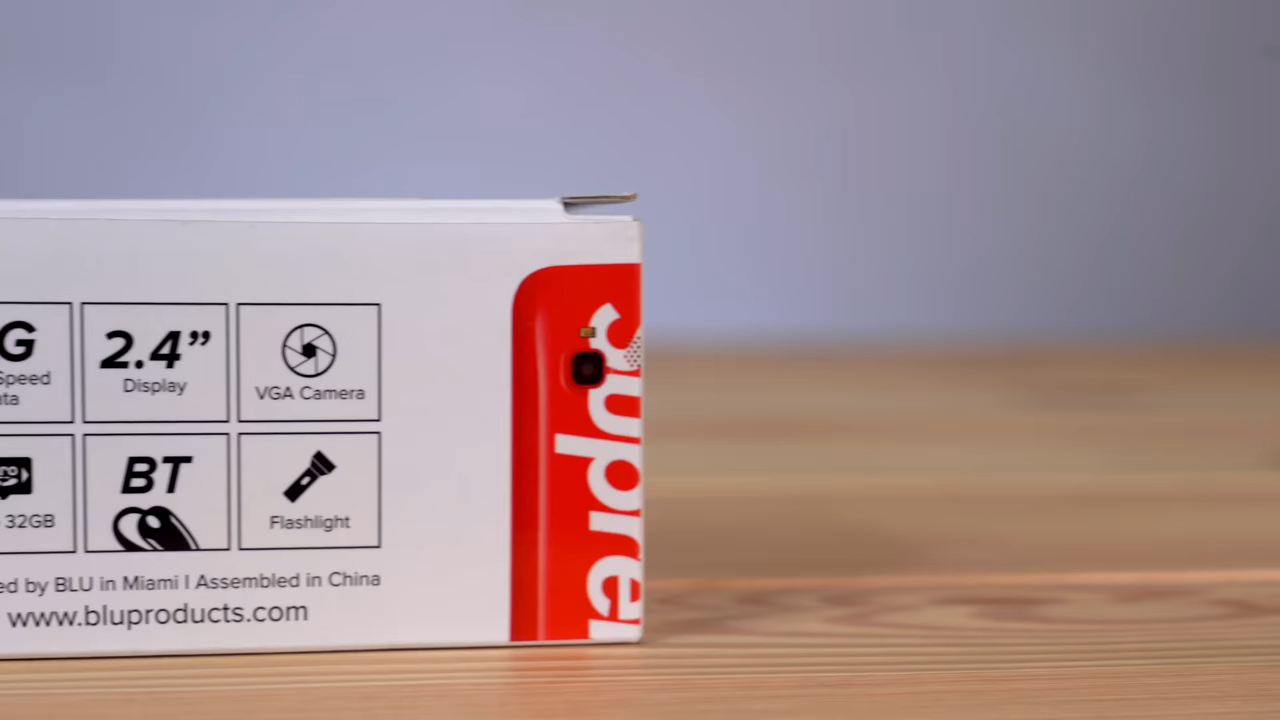 G
Speed
2.4”
Display
VGA Camera
32GB
BT
Flashlight
by BLU in Miami I Assembled in China
www.bluproducts.com
Supre